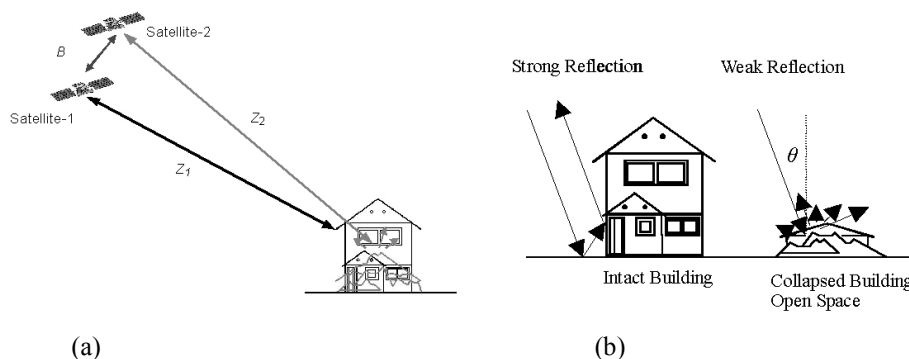 Satellite-2
B
Satellite-1
Z2
Z1
(a)
Strong Reflection
Weak Reflection
θ
Intact Building
Collapsed Building
Open Space
(b)